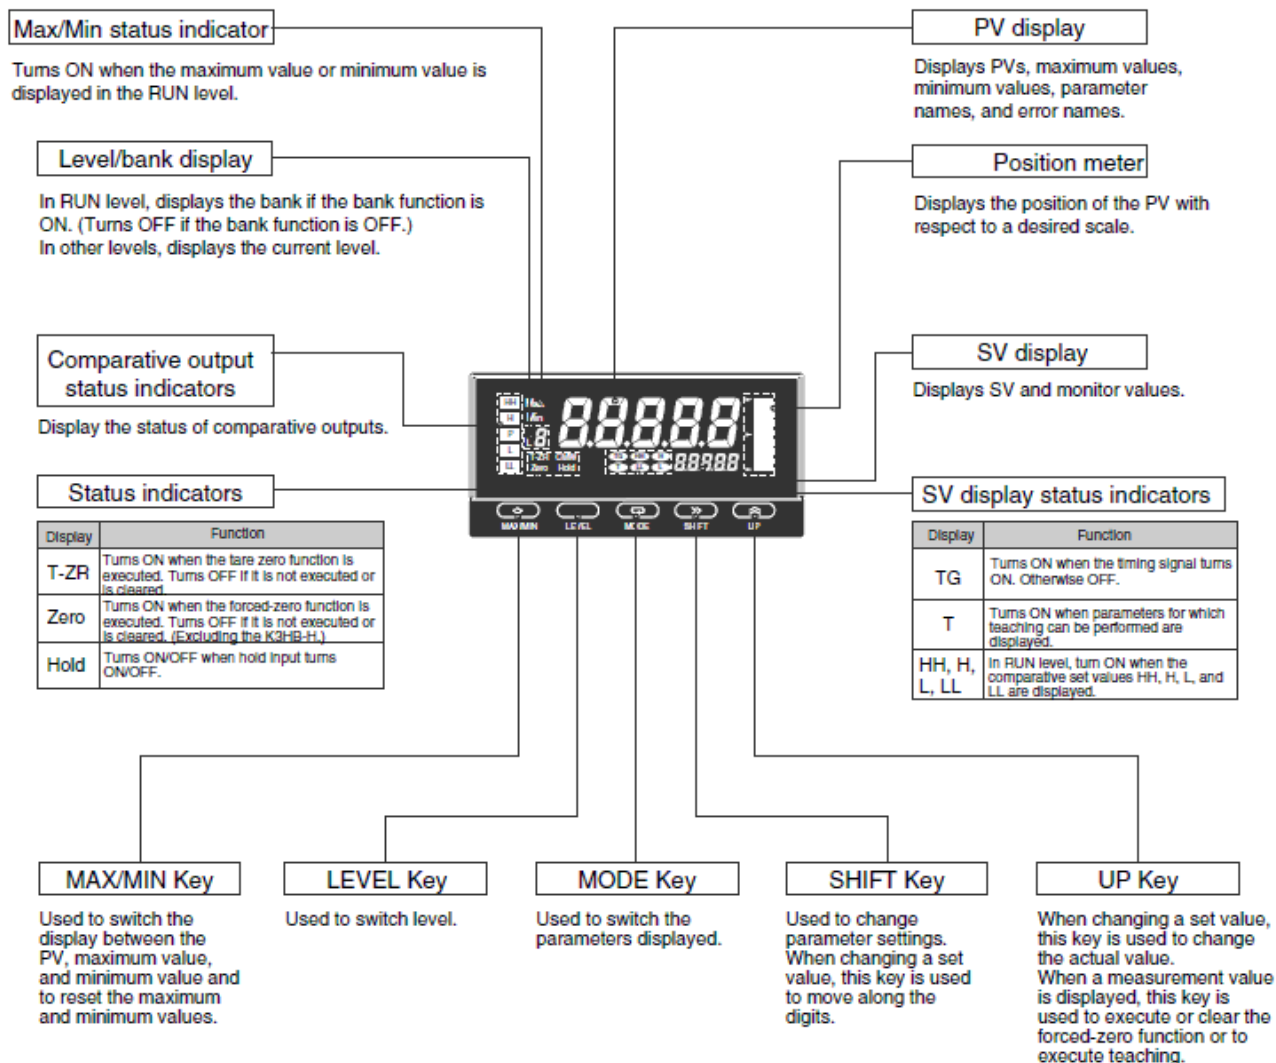 Max/Min status indicator
Turns ON when the maximum value or minimum value is
displayed in the RUN level.
Level/bank display
In RUN level, displays the bank if the bank function is
ON. (Turns OFF if the bank function is OFF.)
In other levels, displays the current level.
Comparative output
status indicators
Display the status of comparative outputs.
Status indicators
Display Function
T-ZR Turns ON when the tare zero function is
executed. Turns OFF if it is not executed or
is cleared.
Zero Turns ON when the forced-zero function is
executed. Turns OFF if it is not executed or
is cleared. (Excluding the K3HB-H.)
Hold Turns ON/OFF when hold input turns
ON/OFF.
PV display
Displays PVs, maximum values,
minimum values, parameter
names, and error names.
Position meter
Displays the position of the PV with
respect to a desired scale.
SV display
Displays SV and monitor values.
SV display status indicators
Display Function
TG Turns ON when the timing signal turns
ON. Otherwise OFF.
T Turns ON when parameters for which
teaching can be performed are
displayed.
HH, H,
L, LL
In RUN level, turn ON when the
comparative set values HH, H, L, and
LL are displayed.
HH
H
P
L
LL
Min
8.8.8.8.8
T-ZR
Zero Hold
MAX/MIN LEVEL MODE SHIFT UP
MAX/MIN Key
Used to switch the
display between the
PV, maximum value,
and minimum value and
to reset the maximum
and minimum values.
LEVEL Key
Used to switch level.
MODE Key
Used to switch the
parameters displayed.
SHIFT Key
Used to change
parameter settings.
When changing a set
value, this key is used
to move along the
digits.
UP Key
When changing a set value,
this key is used to change
the actual value.
When a measurement value
is displayed, this key is
used to execute or clear the
forced-zero function or to
execute teaching.